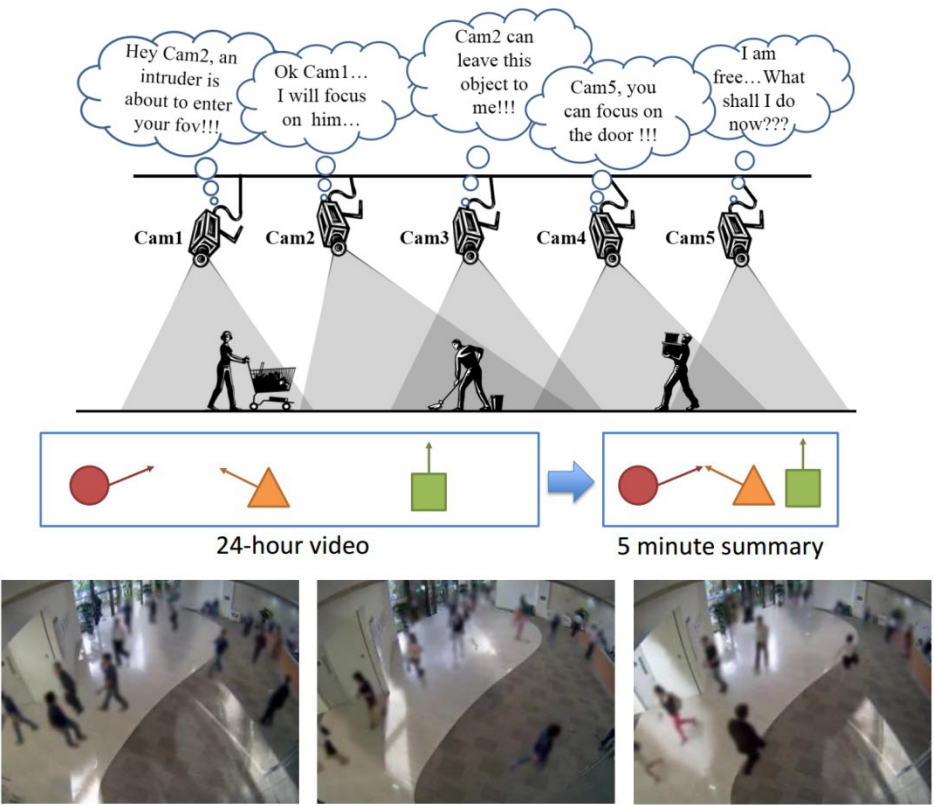 Hey Cam2, an
intruder is
about to enter
your fov!!!
Ok Cam1…
I will focus
on him…
Cam2 can
leave this
object to
me!!!
Cam5, you
can focus on
the door !!!
I am
free…What
shall I do
now???
Cam1
Cam2
Cam3
Cam4
Cam5
24-hour video
5 minute summary